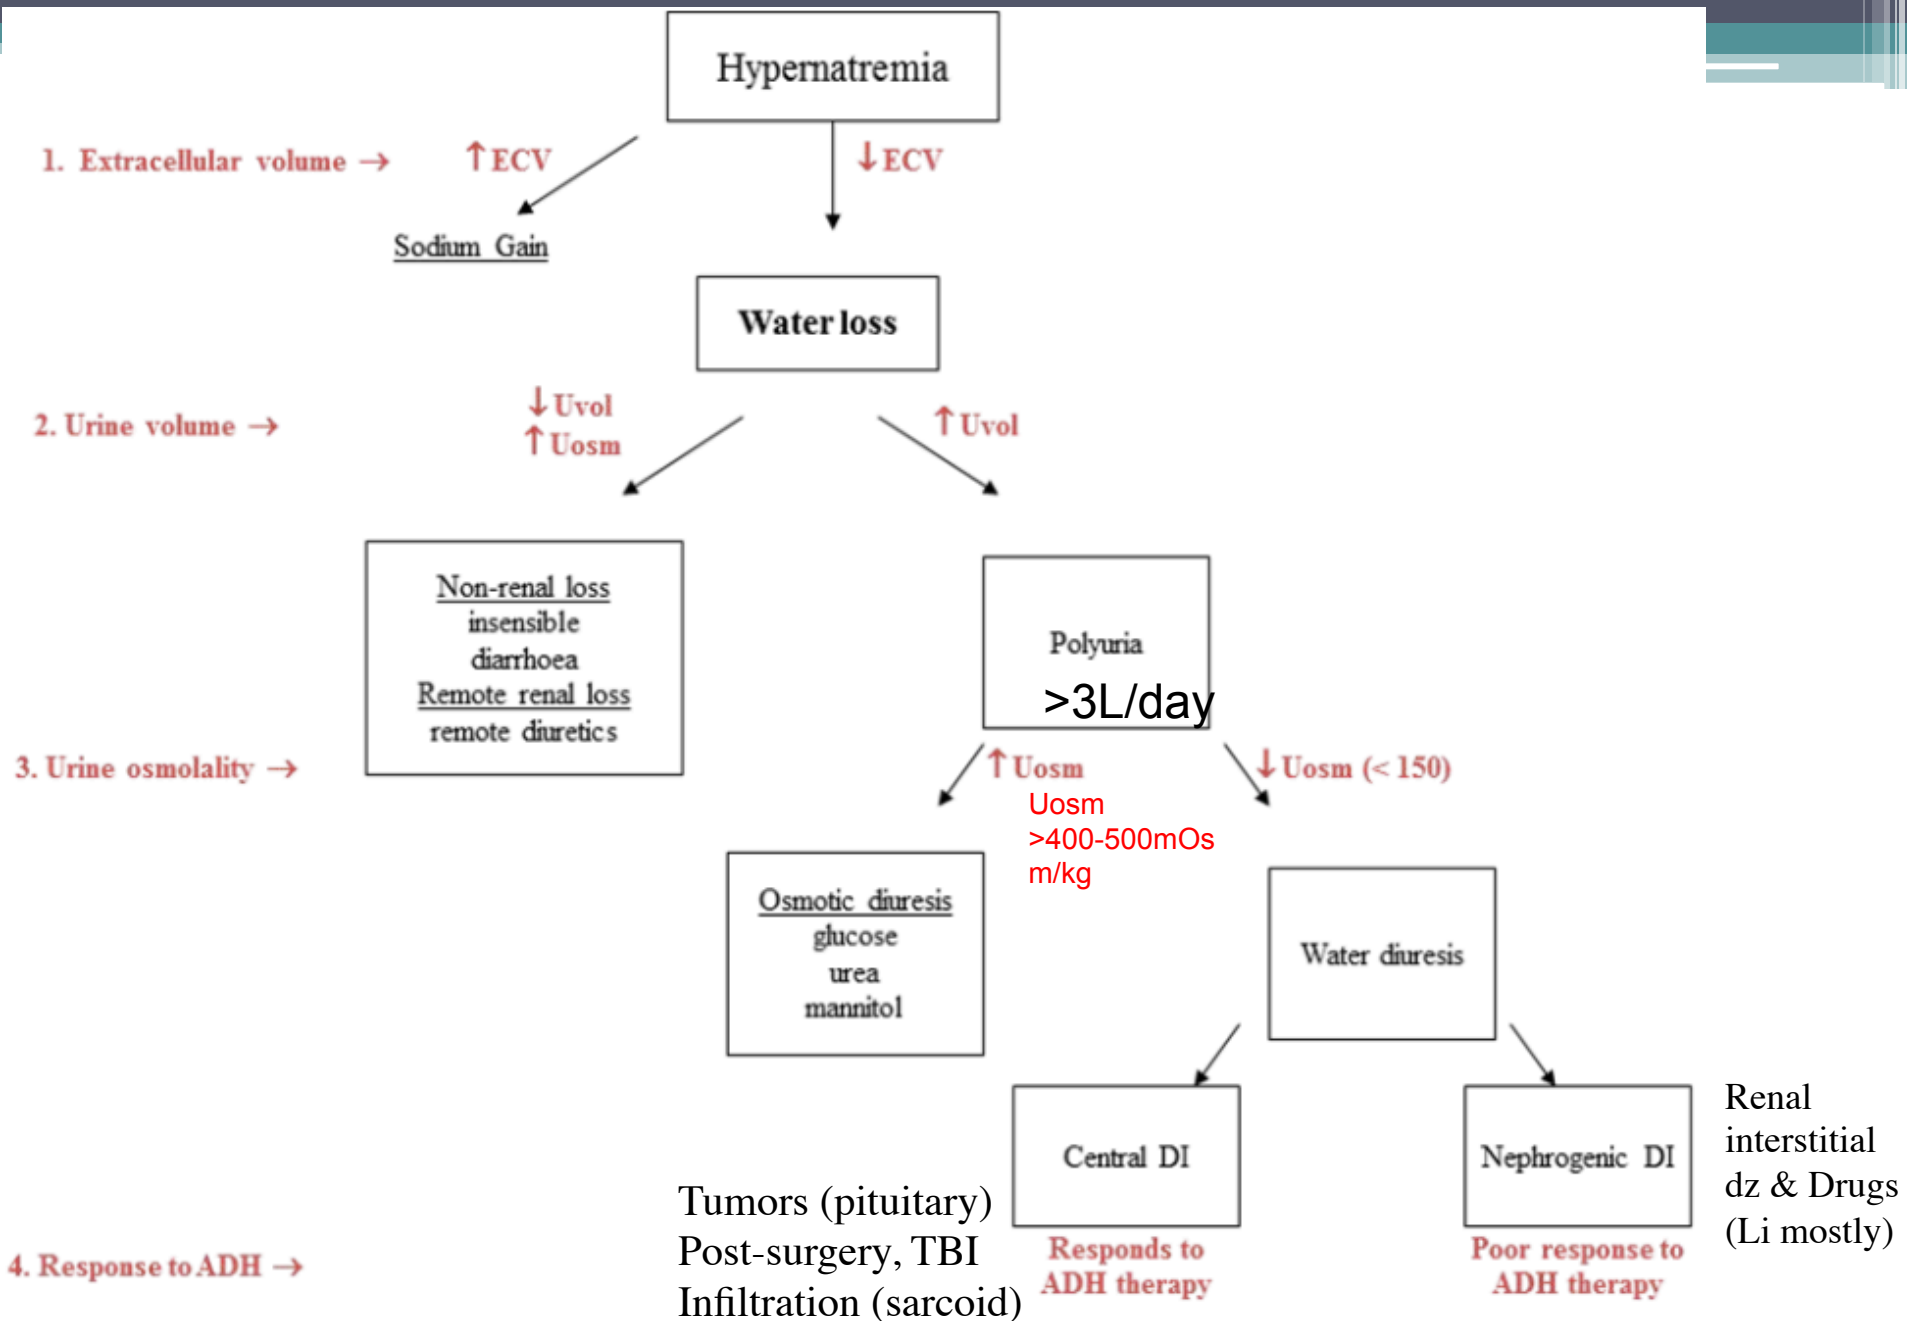 Hypernatremia
1. Extracellular volume →
↑ECV
↓ECV
Sodium Gain
Water loss
2. Urine volume →
↓Uvol
↑Uosm
↑Uvol
Non-renal loss
insensible
diarrhoea
Remote renal loss
remote diuretics
Polyuria
>3L/day
3. Urine osmolality →
↑Uosm
Uosm
>400-500mOs
m/kg
↓Uosm (< 150)
Osmotic diuresis
glucose
urea
mannitol
Water diuresis
Central DI
Nephrogenic DI
Renal
interstitial
dz & Drugs
(Li mostly)
Tumors (pituitary)
Post-surgery, TBI
Infiltration (sarcoid)
4. Response to ADH →
Responds to
ADH therapy
Poor response to
ADH therapy